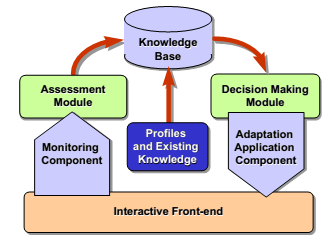 Knowledge
Base
Assessment
Module
Decision Making
Module
Monitoring
Component
Profiles
and Existing
Knowledge
Adaptation
Application
Component
Interactive Front-end